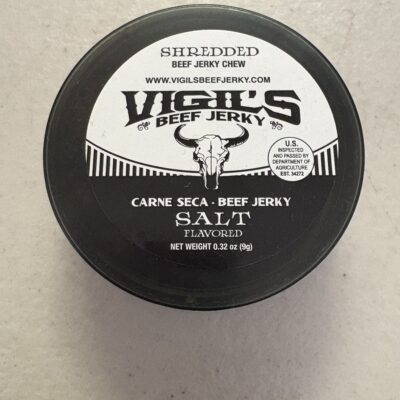 SHREDDED
BEEF JERKY CHEW
WWW.VIGILSBEEFJERKY.COM
VIGIL'S
BEEF JERKY
U.S.
INSPECTED
AND PASSED BY
DEPARTMENT OF
AGRICULTURE
EST. 34272
CARNE SECA - BEEF JERKY
SALT
FLAVORED
NET WEIGHT 0.32 oz (9g)